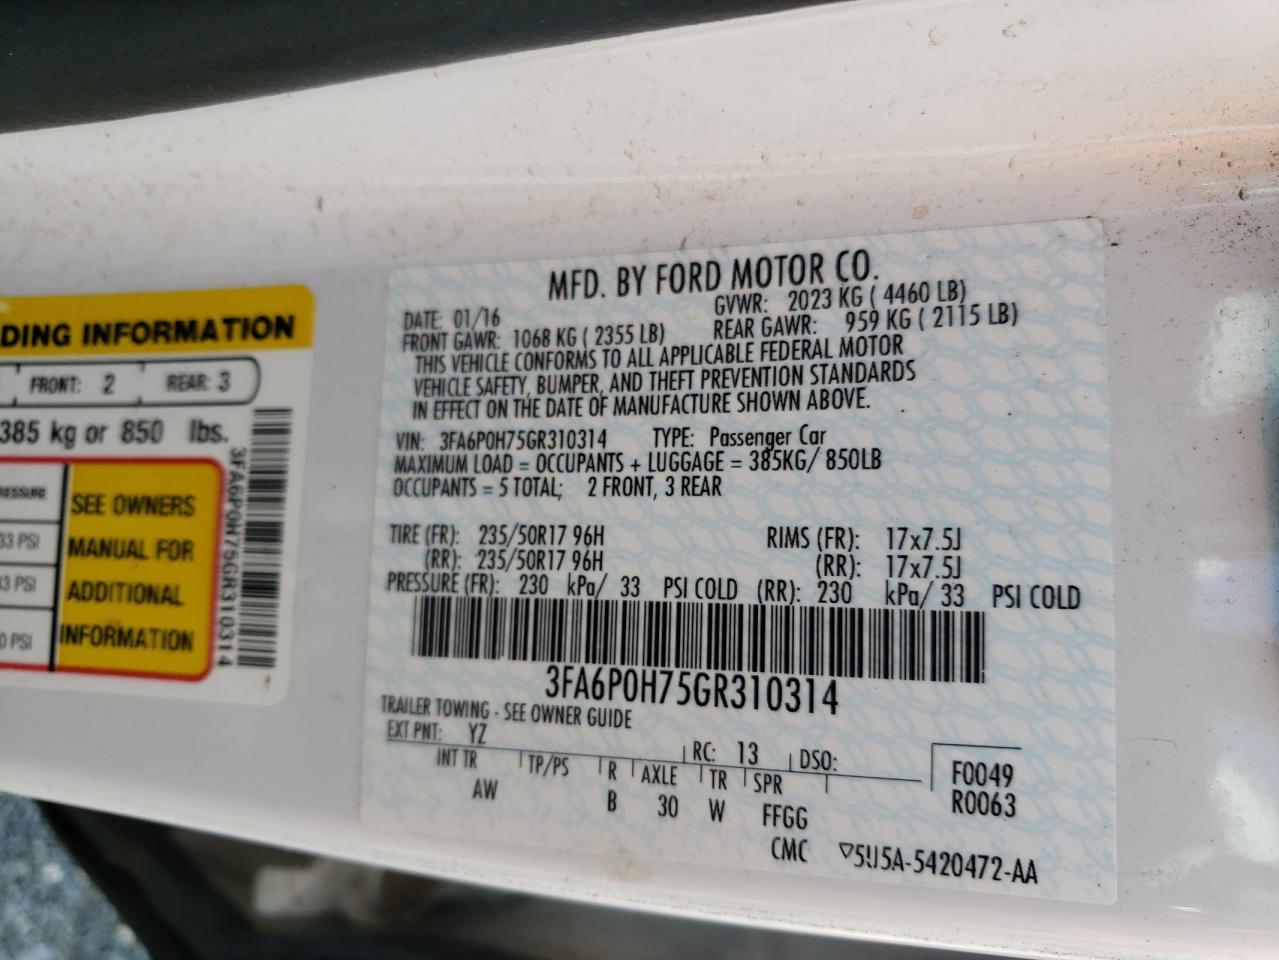 DING INFORMATION
FRONT: 2 REAR: 3
385 kg or 850 lbs.
RESSURE
33 PSI
33 PSI
0 PSI
SEE OWNERS
MANUAL FOR
ADDITIONAL
INFORMATION
3FA6P0H75GR310314
MFD. BY FORD MOTOR CO.
DATE: 01/16 GVWR: 2023 KG ( 4460 LB)
FRONT GAWR: 1068 KG ( 2355 LB) REAR GAWR: 959 KG ( 2115 LB)
THIS VEHICLE CONFORMS TO ALL APPLICABLE FEDERAL MOTOR
VEHICLE SAFETY, BUMPER, AND THEFT PREVENTION STANDARDS
IN EFFECT ON THE DATE OF MANUFACTURE SHOWN ABOVE.
VIN: 3FA6P0H75GR310314 TYPE: Passenger Car
MAXIMUM LOAD = OCCUPANTS + LUGGAGE = 385KG/ 850LB
OCCUPANTS = 5 TOTAL; 2 FRONT, 3 REAR
TIRE (FR): 235/50R17 96H RIMS (FR): 17x7.5J
(RR): 235/50R17 96H (RR): 17x7.5J
PRESSURE (FR): 230 kPa/ 33 PSI COLD (RR): 230 kPa/ 33 PSI COLD
3FA6P0H75GR310314
TRAILER TOWING - SEE OWNER GUIDE
EXT PNT: YZ RC: 13 DSO:
INT TR TP/PS R AXLE TR SPR
AW B 30 W FFGG
F0049
R0063
CMC ▽5U5A-5420472-AA